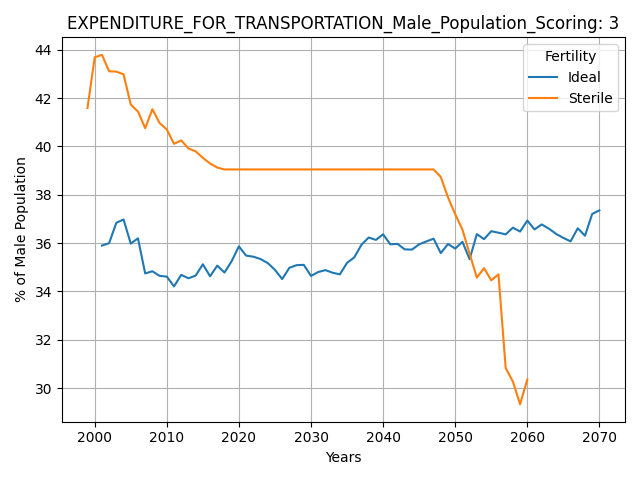 EXPENDITURE_FOR_TRANSPORTATION_Male_Population_Scoring: 3
Fertility
Ideal
Sterile
% of Male Population
44
42
40
38
36
34
32
30
2000 2010 2020 2030 2040 2050 2060 2070
Years